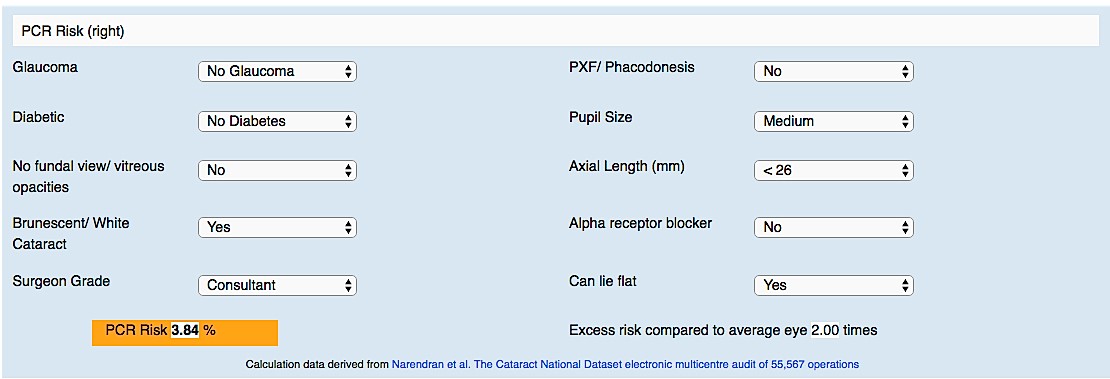 PCR Risk (right)
Glaucoma No Glaucoma PXF/ Phacodonesis No
Diabetic No Diabetes Pupil Size Medium
No fundal view/ vitreous No Axial Length (mm) < 26
opacities
Brunescent/ White Yes Alpha receptor blocker No
Cataract
Surgeon Grade Consultant Can lie flat Yes
PCR Risk 3.84 % Excess risk compared to average eye 2.00 times
Calculation data derived from Narendran et al. The Cataract National Dataset electronic multicentre audit of 55,567 operations